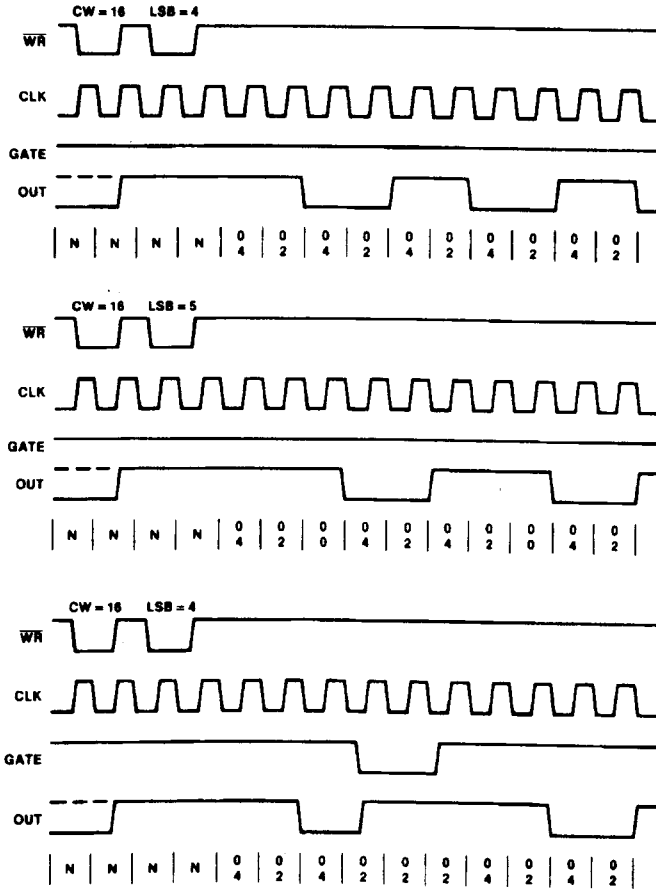 CW = 16 LSB = 4
WR
CLK
GATE
OUT
N N N N 0 0 0 0 0 0 0 0 0 0
4 2 4 2 4 2 4 2 4 2
CW = 16 LSB = 5
WR
CLK
GATE
OUT
N N N N 0 0 0 0 0 0 0 0 0 0
4 2 0 4 2 4 2 0 4 2
CW = 16 LSB = 4
WR
CLK
GATE
OUT
N N N N 0 0 0 0 0 0 0 0 0 0
4 2 4 2 2 2 4 2 4 2